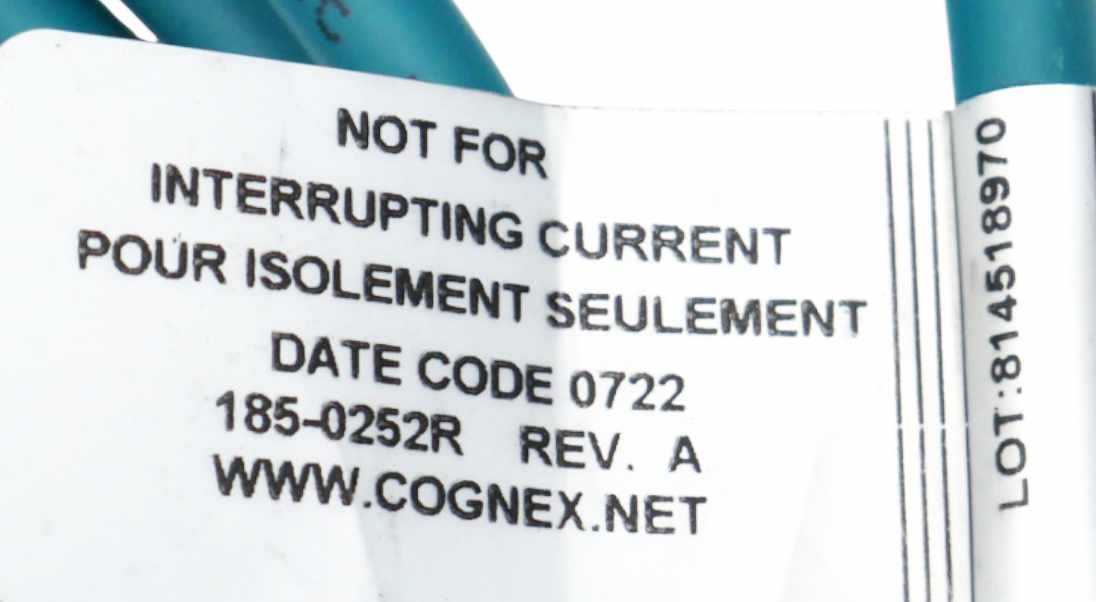 NOT FOR
INTERRUPTING CURRENT
POUR ISOLEMENT SEULEMENT
DATE CODE 0722
185-0252R REV. A
WWW.COGNEX.NET
LOT:814518970